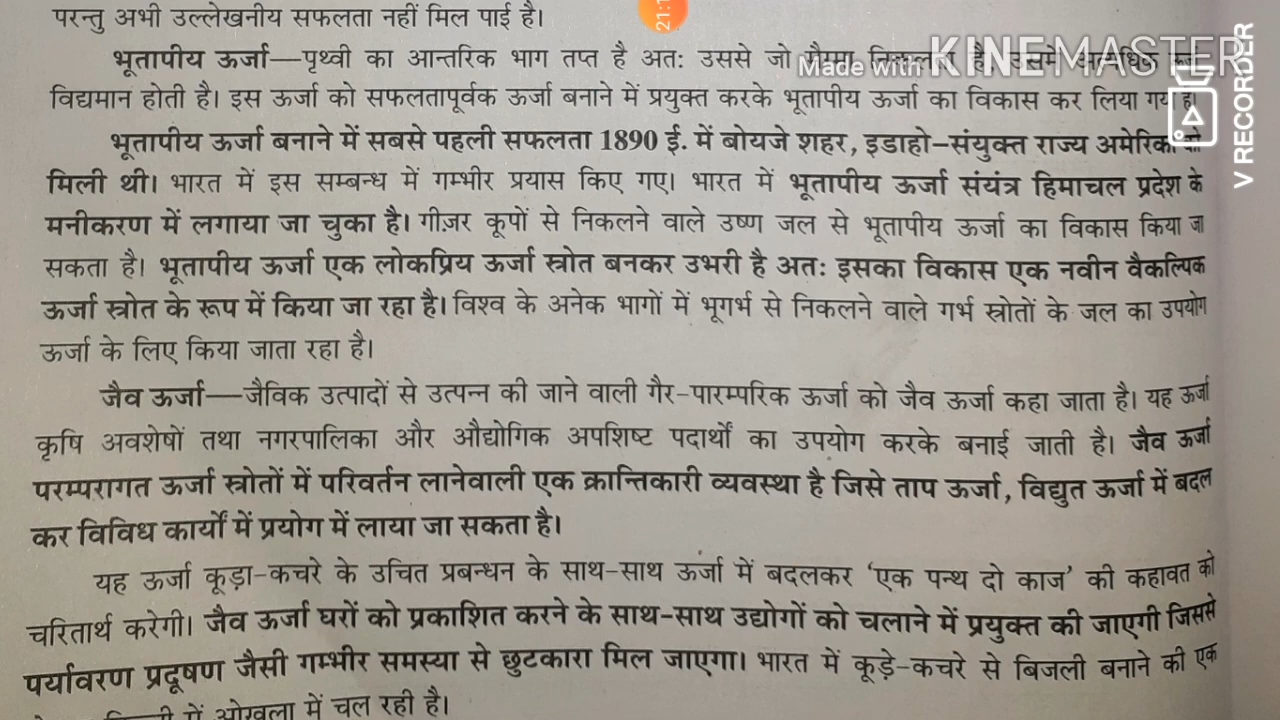 परन्तु अभी उल्लेखनीय सफलता नहीं मिल पाई है।
21:1
भूतापीय ऊर्जा—पृथ्वी का आन्तरिक भाग तप्त है अतः उससे जो मैग्मा निकलता है, उसमें अत्यधिक ऊर्जा
Made with KINEMASTER
विद्यमान होती है। इस ऊर्जा को सफलतापूर्वक ऊर्जा बनाने में प्रयुक्त करके भूतापीय ऊर्जा का विकास कर लिया गया है।
V RECORDER
भूतापीय ऊर्जा बनाने में सबसे पहली सफलता 1890 ई. में बोयजे शहर, इडाहो-संयुक्त राज्य अमेरिका को
मिली थी। भारत में इस सम्बन्ध में गम्भीर प्रयास किए गए। भारत में भूतापीय ऊर्जा संयंत्र हिमाचल प्रदेश के
मनीकरण में लगाया जा चुका है। गीज़र कूपों से निकलने वाले उष्ण जल से भूतापीय ऊर्जा का विकास किया जा
सकता है। भूतापीय ऊर्जा एक लोकप्रिय ऊर्जा स्त्रोत बनकर उभरी है अतः इसका विकास एक नवीन वैकल्पिक
ऊर्जा स्त्रोत के रूप में किया जा रहा है। विश्व के अनेक भागों में भूगर्भ से निकलने वाले गर्भ स्त्रोतों के जल का उपयोग
ऊर्जा के लिए किया जाता रहा है।
जैव ऊर्जा—जैविक उत्पादों से उत्पन्न की जाने वाली गैर-पारम्परिक ऊर्जा को जैव ऊर्जा कहा जाता है। यह ऊर्जा
कृषि अवशेषों तथा नगरपालिका और औद्योगिक अपशिष्ट पदार्थों का उपयोग करके बनाई जाती है। जैव ऊर्जा
परम्परागत ऊर्जा स्त्रोतों में परिवर्तन लानेवाली एक क्रान्तिकारी व्यवस्था है जिसे ताप ऊर्जा, विद्युत ऊर्जा में बदल
कर विविध कार्यों में प्रयोग में लाया जा सकता है।
यह ऊर्जा कूड़ा-कचरे के उचित प्रबन्धन के साथ-साथ ऊर्जा में बदलकर ‘एक पन्थ दो काज’ की कहावत को
चरितार्थ करेगी। जैव ऊर्जा घरों को प्रकाशित करने के साथ-साथ उद्योगों को चलाने में प्रयुक्त की जाएगी जिससे
पर्यावरण प्रदूषण जैसी गम्भीर समस्या से छुटकारा मिल जाएगा। भारत में कूड़े-कचरे से बिजली बनाने की एक
में ओखला में चल रही है।